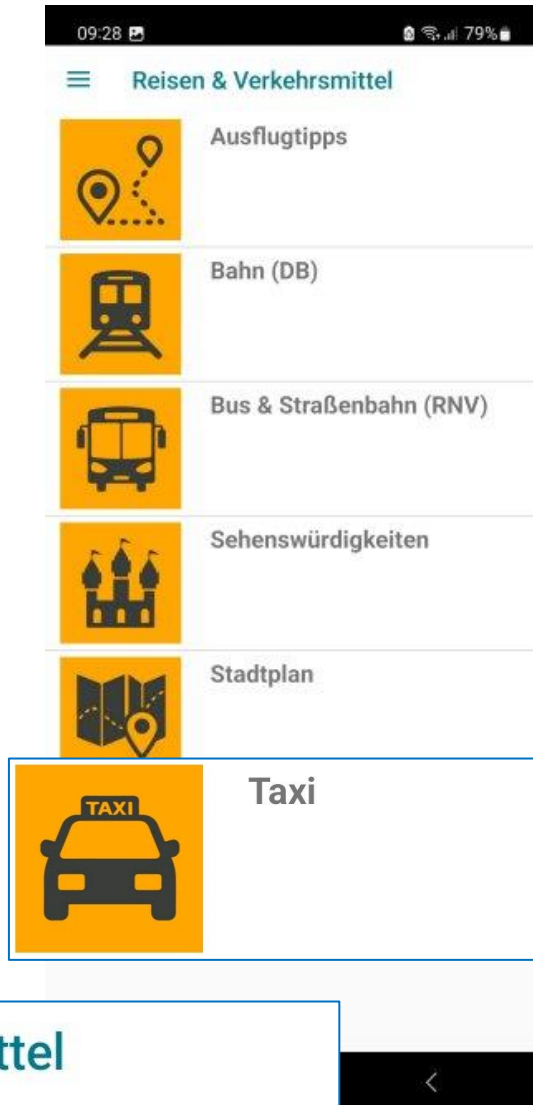 09:28
79%
Reisen & Verkehrsmittel
Ausflugtipps
Bahn (DB)
Bus & Straßenbahn (RNV)
Sehenswürdigkeiten
Stadtplan
TAXI
Taxi
ttel